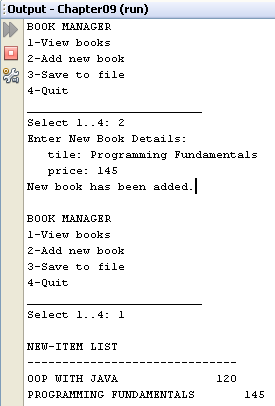 Output - Chapter09 (run)
BOOK MANAGER
1-View books
2-Add new book
3-Save to file
4-Quit
___________________________
Select 1..4: 2
Enter New Book Details:
   tile: Programming Fundamentals
   price: 145
New book has been added.
BOOK MANAGER
1-View books
2-Add new book
3-Save to file
4-Quit
___________________________
Select 1..4: 1
NEW-ITEM LIST
------------------------------
OOP WITH JAVA 120
PROGRAMMING FUNDAMENTALS 145